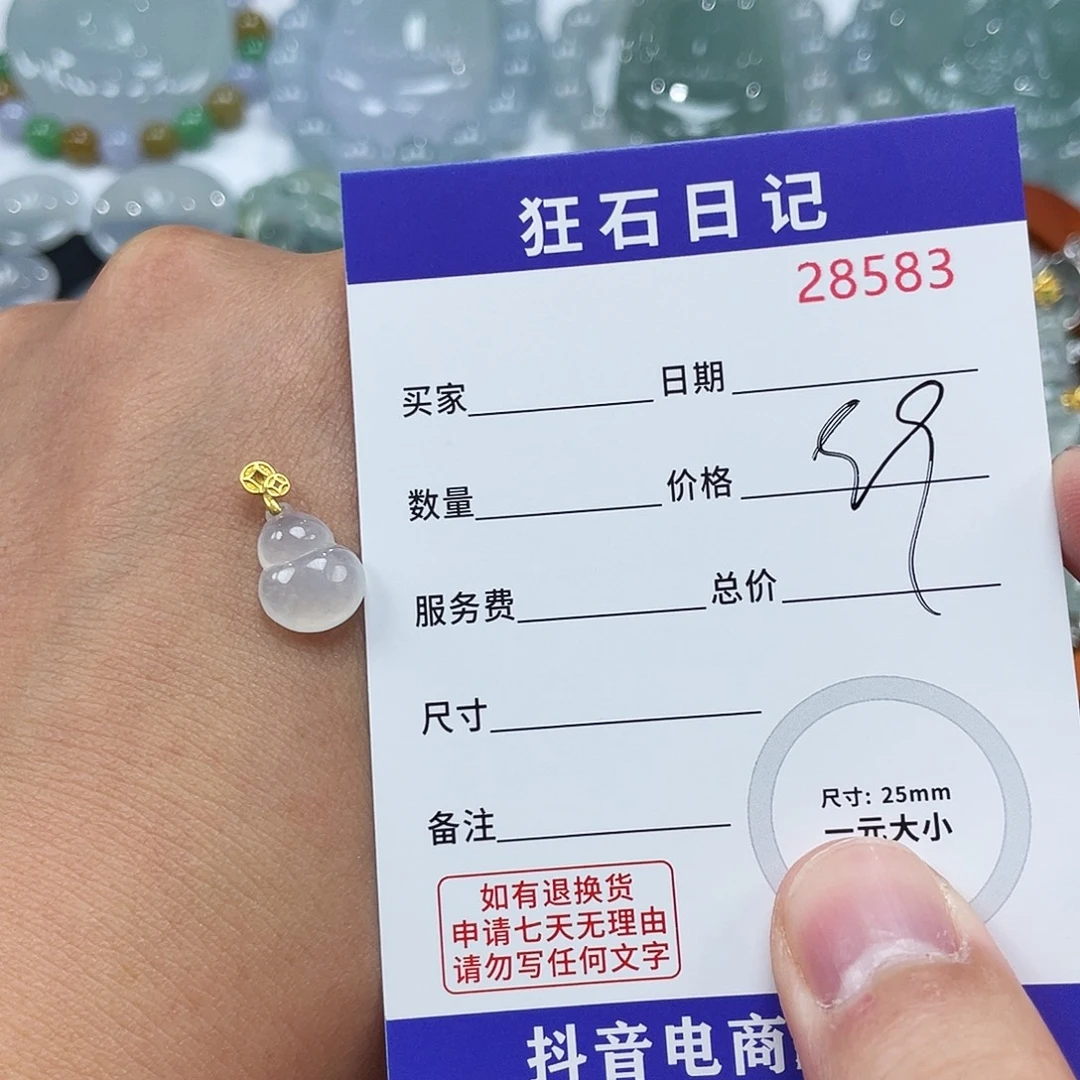 狂石日记
28583
买家 日期
数量 价格
服务费 总价
尺寸
尺寸: 25mm
一元大小
备注
如有退换货
申请七天无理由
请勿写任何文字
抖音电商